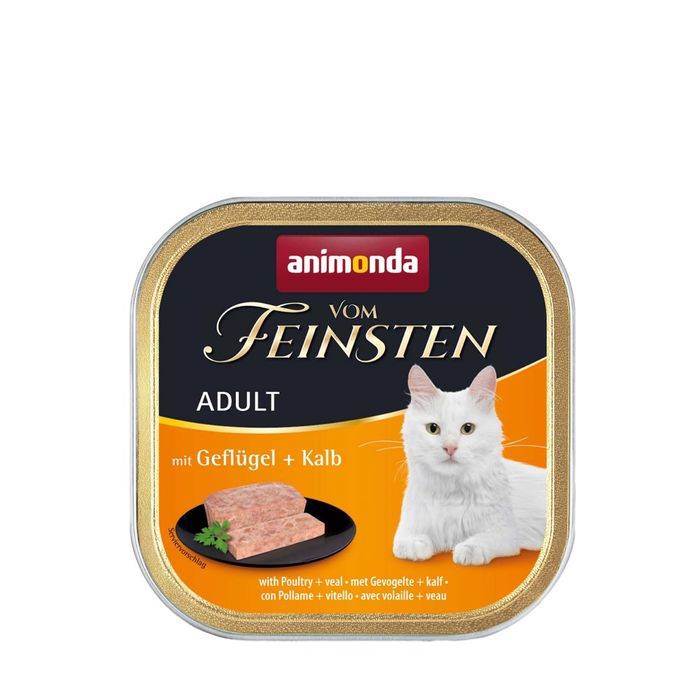 animonda
VOM
FEINSTEN
ADULT
mit Geflügel + Kalb
Serviervorschlag
with Poultry + veal • met Gevogelte + kalf •
con Pollame + vitello • avec volaille + veau